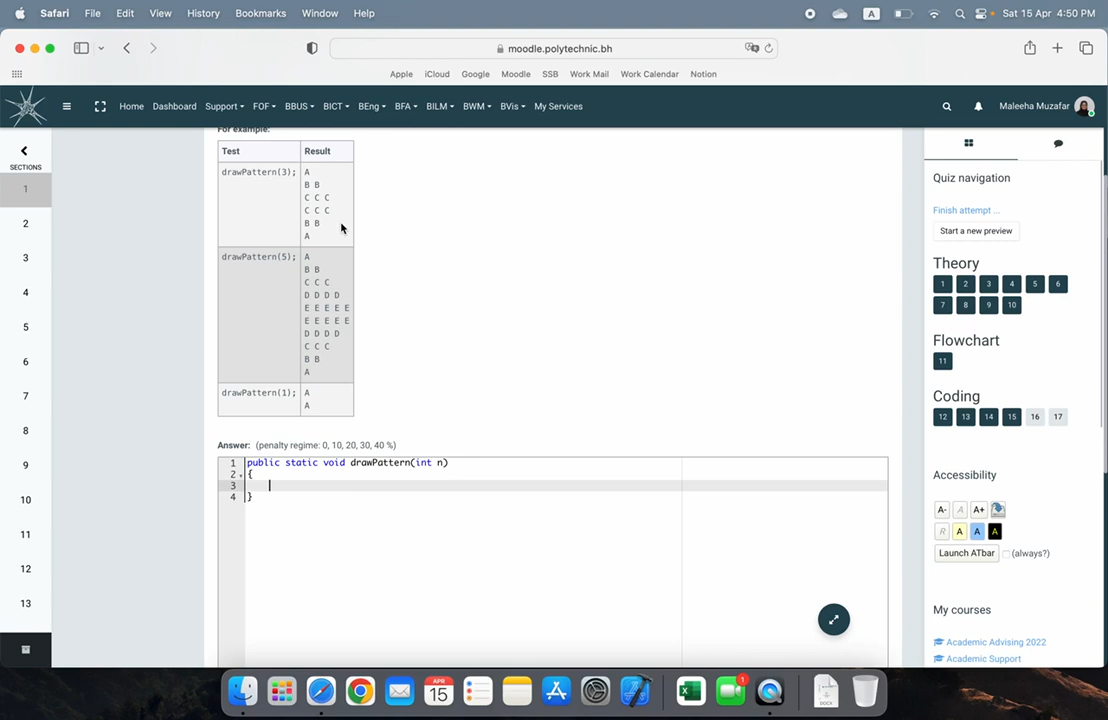 Safari File Edit View History Bookmarks Window Help A Sat 15 Apr 4:50 PM
moodle.polytechnic.bh
Apple iCloud Google Moodle SSB Work Mail Work Calendar Notion
Home Dashboard Support FOF BBUS BICT BEng BFA BILM BWM BVis My Services Maleeha Muzafar
SECTIONS
1
2
3
4
5
6
7
8
9
10
11
12
13
For example:
Test Result
drawPattern(3); A
B B
C C C
C C C
B B
A
drawPattern(5); A
B B
C C C
D D D D
E E E E E
E E E E E
D D D D
C C C
B B
A
drawPattern(1); A
A
Answer: (penalty regime: 0, 10, 20, 30, 40 %)
1 public static void drawPattern(int n)
2 {
3
4 }
Quiz navigation
Finish attempt ...
Start a new preview
Theory
1 2 3 4 5 6
7 8 9 10
Flowchart
11
Coding
12 13 14 15 16 17
Accessibility
A- A A+
R A A A
Launch ATbar (always?)
My courses
Academic Advising 2022
Academic Support
APR
15
1
DOCX